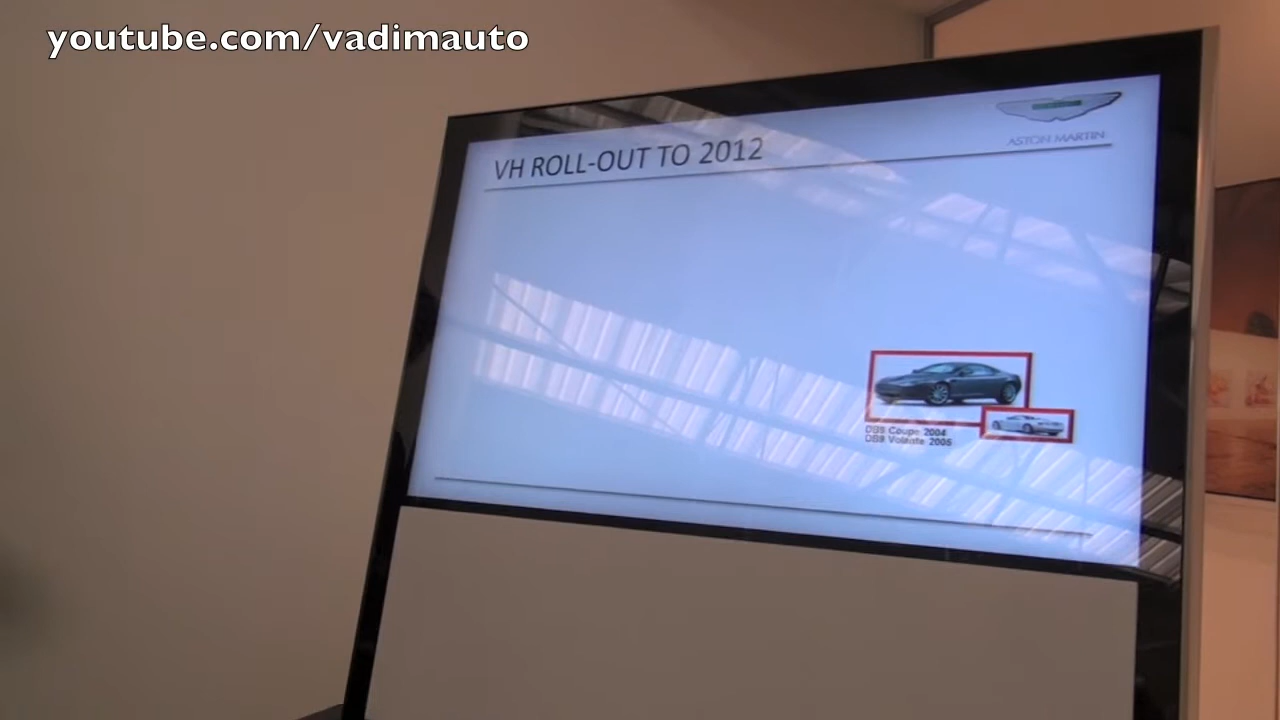 youtube.com/vadimauto
ASTON MARTIN
VH ROLL-OUT TO 2012
DB9 Coupe 2004
DB9 Volante 2005